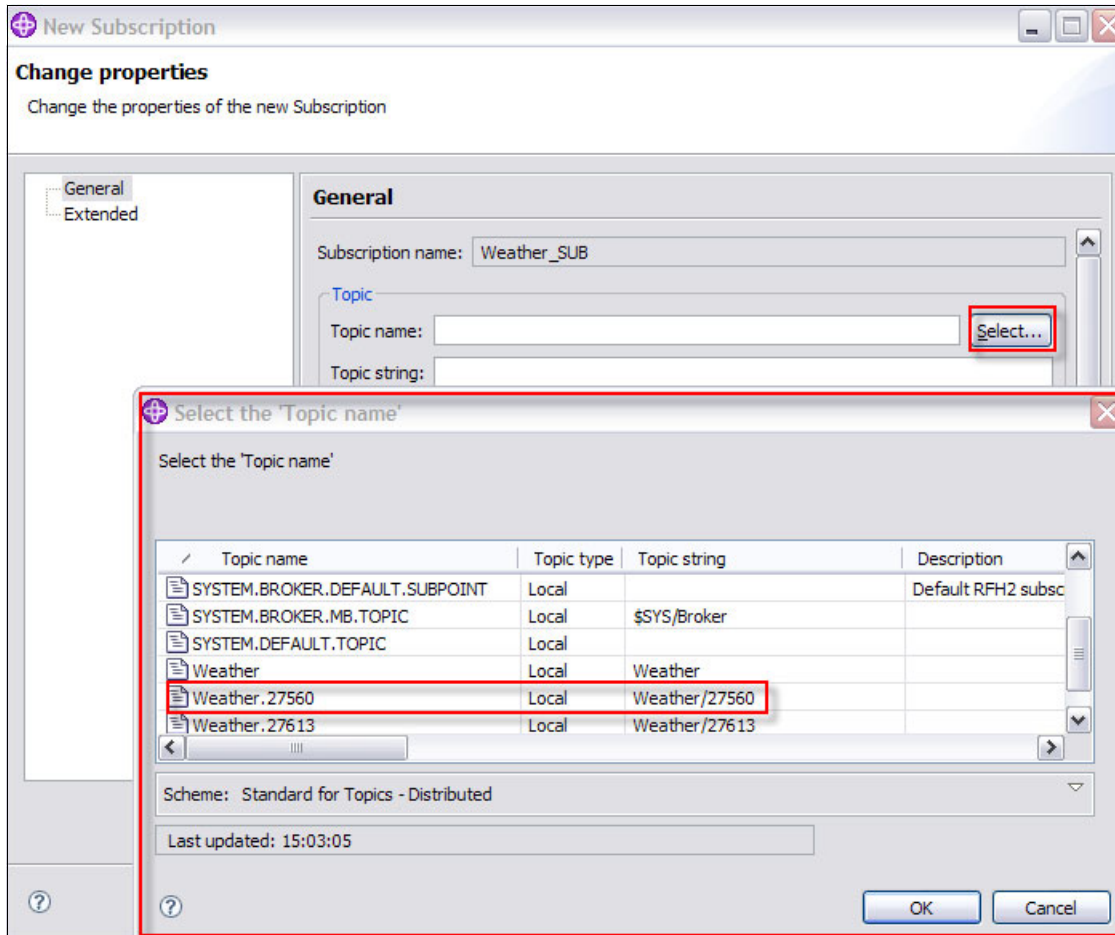 New Subscription
Change properties
Change the properties of the new Subscription
General
Extended
General
Subscription name: Weather_SUB
Topic
Topic name: Select...
Topic string:
Select the 'Topic name'
Select the 'Topic name'
Topic name Topic type Topic string Description
SYSTEM.BROKER.DEFAULT.SUBPOINT Local Default RFH2 subsc
SYSTEM.BROKER.MB.TOPIC Local $SYS/Broker
SYSTEM.DEFAULT.TOPIC Local
Weather Local Weather
Weather.27560 Local Weather/27560
Weather.27613 Local Weather/27613
Scheme: Standard for Topics - Distributed
Last updated: 15:03:05
OK Cancel